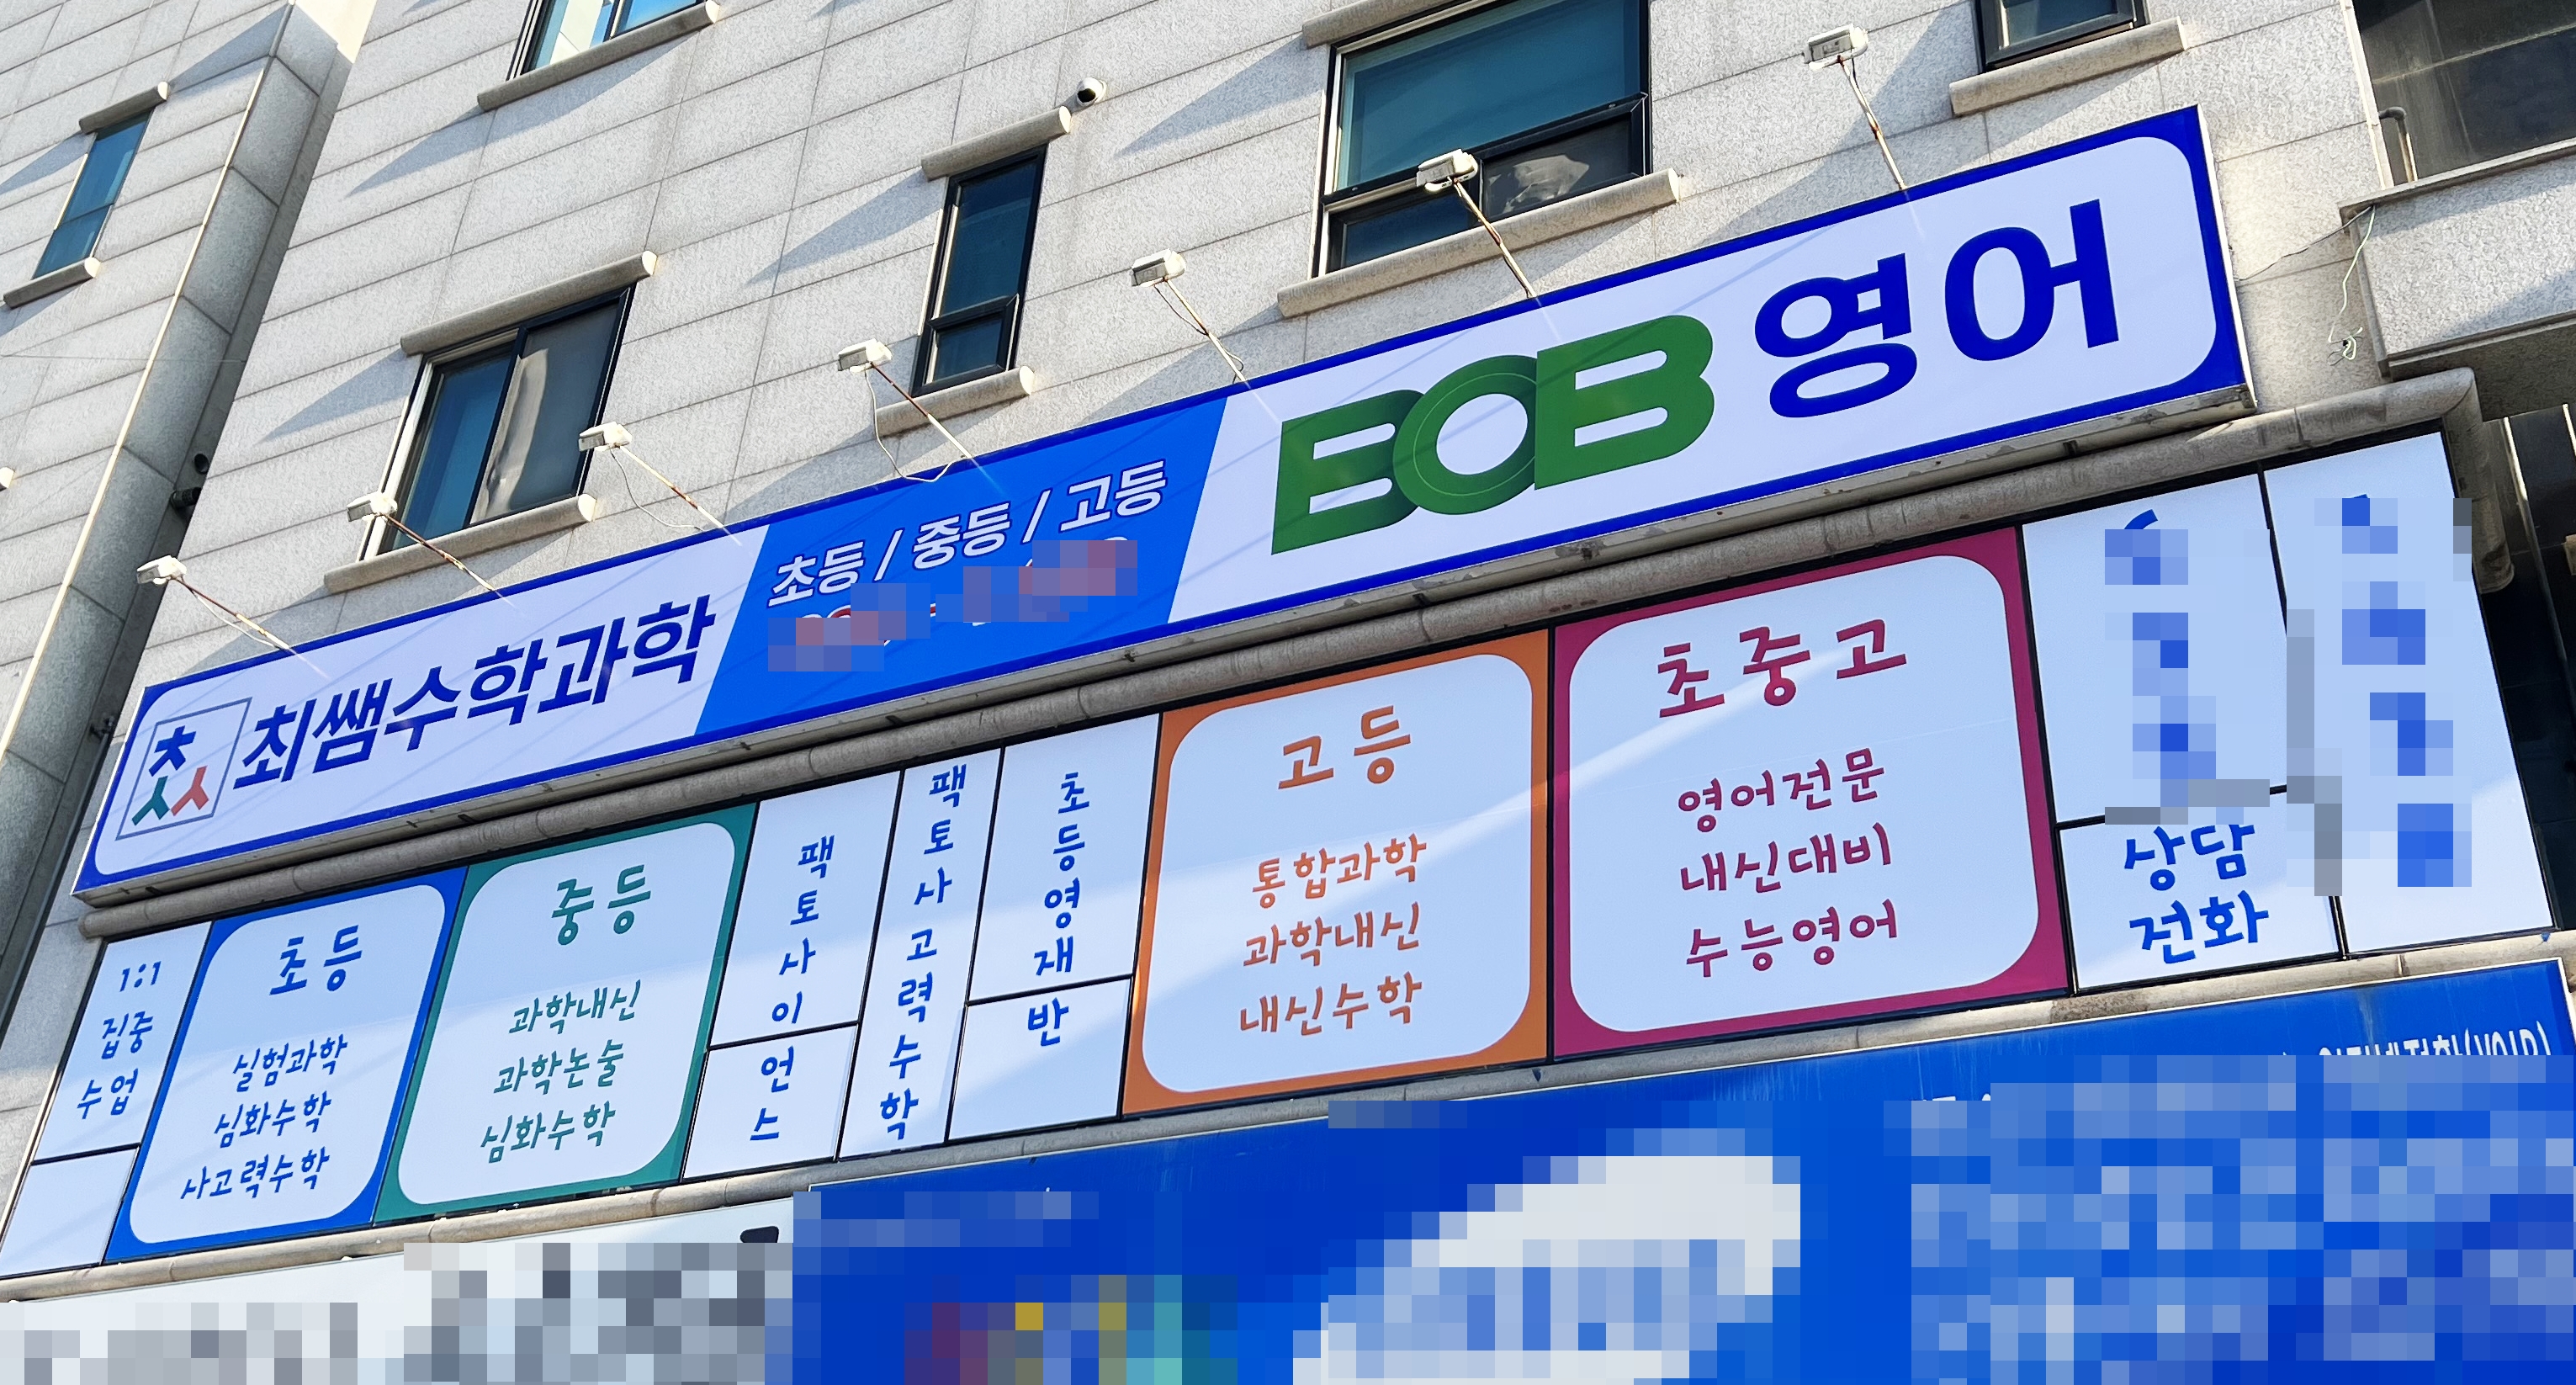 최쌤수학과학
초등 / 중등 / 고등
BOB 영어
1:1
집중
수업
초등
실험과학
심화수학
사고력수학
중등
과학내신
과학논술
심화수학
팩토사이언스
팩토사고력수학
초등영재반
고등
통합과학
과학내신
내신수학
초중고
영어전문
내신대비
수능영어
상담
전화